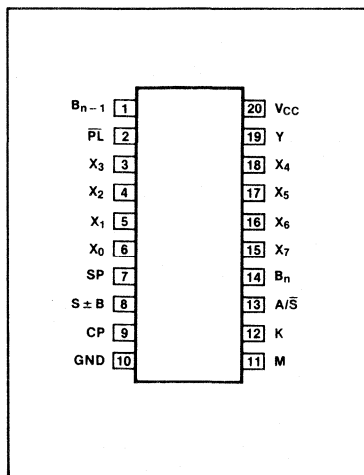 Bn−1 1 20 VCC
PL 2 19 Y
X3 3 18 X4
X2 4 17 X5
X1 5 16 X6
X0 6 15 X7
SP 7 14 Bn
S ± B 8 13 A/S̅
CP 9 12 K
GND 10 11 M